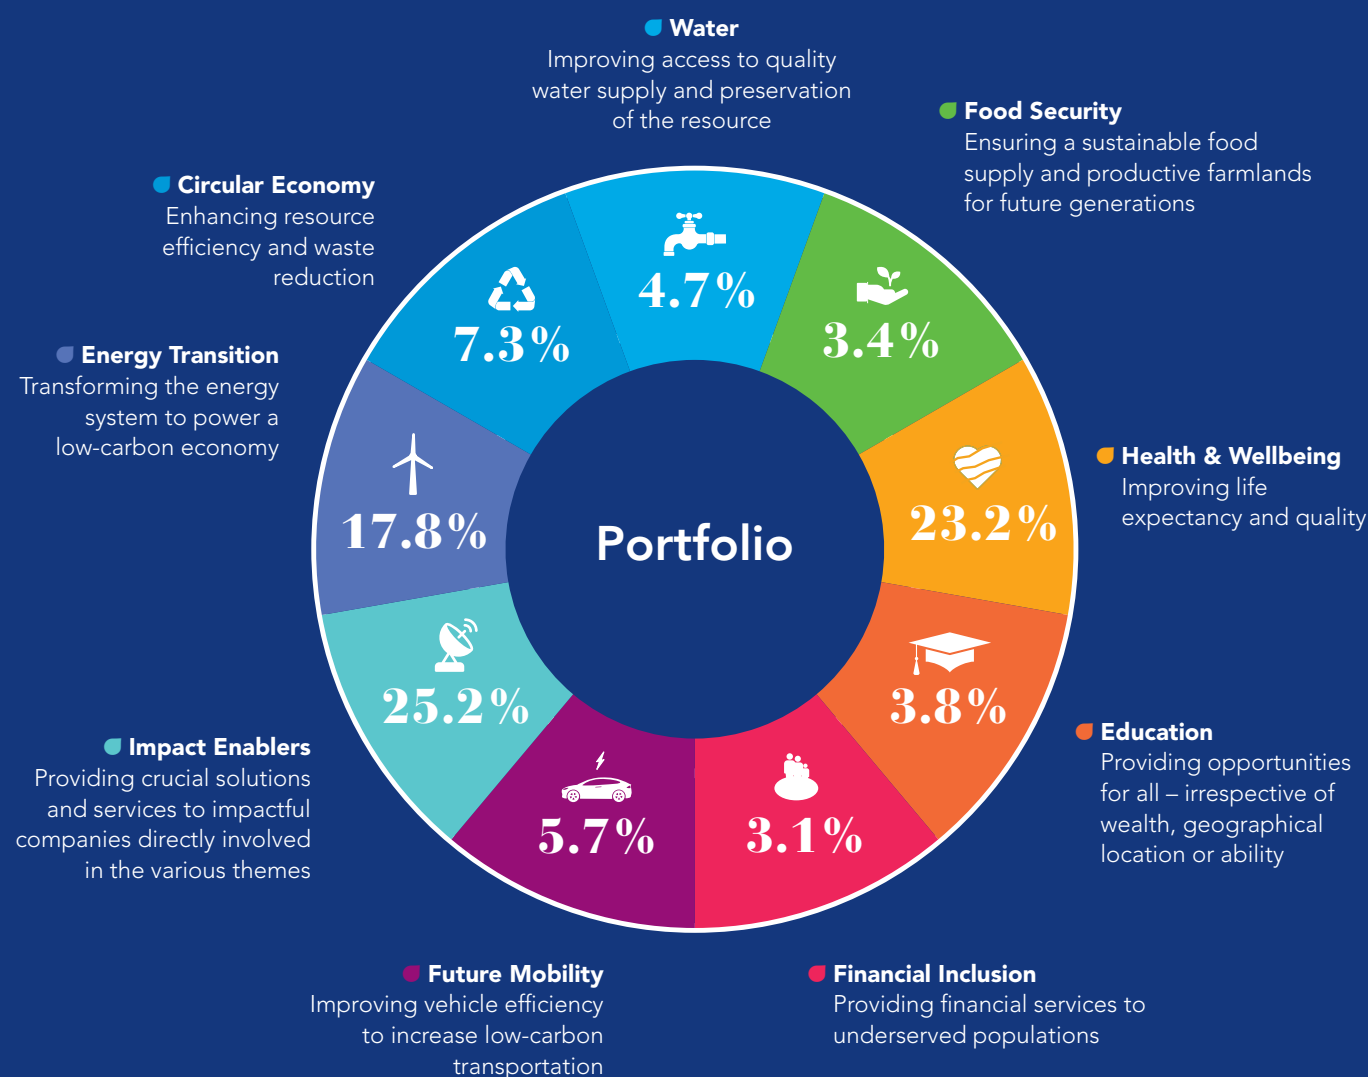 Water
Improving access to quality
water supply and preservation
of the resource
Food Security
Ensuring a sustainable food
supply and productive farmlands
for future generations
Circular Economy
Enhancing resource
efficiency and waste
reduction
4.7%
3.4%
7.3%
Energy Transition
Transforming the energy
system to power a
low-carbon economy
Health & Wellbeing
Improving life
expectancy and quality
17.8%
Portfolio
23.2%
25.2%
3.8%
Impact Enablers
Providing crucial solutions
and services to impactful
companies directly involved
in the various themes
Education
Providing opportunities
for all – irrespective of
wealth, geographical
location or ability
5.7%
3.1%
Future Mobility
Improving vehicle efficiency
to increase low-carbon
transportation
Financial Inclusion
Providing financial services to
underserved populations